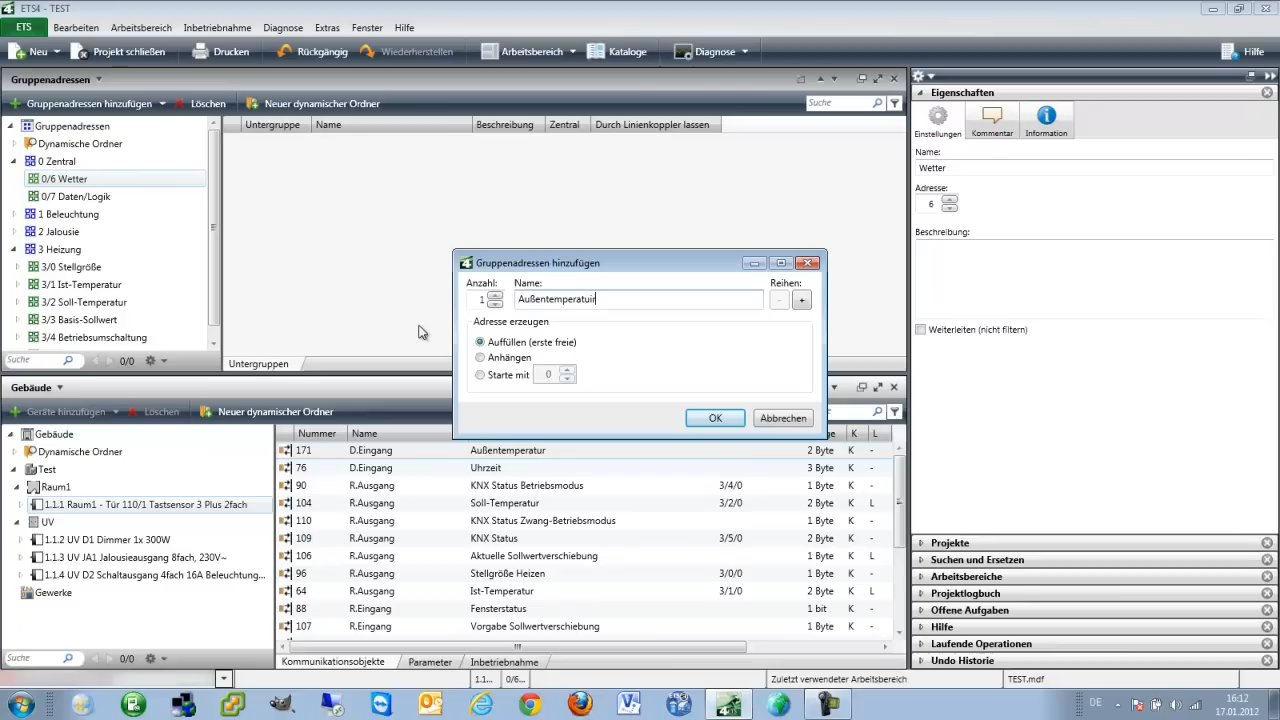 ETS4 - TEST
ETS Bearbeiten Arbeitsbereich Inbetriebnahme Diagnose Extras Fenster Hilfe
Neu Projekt schließen Drucken Rückgängig Wiederherstellen Arbeitsbereich Kataloge Diagnose Hilfe
Gruppenadressen
Gruppenadressen hinzufügen Löschen Neuer dynamischer Ordner Suche
Gruppenadressen
Dynamische Ordner
0 Zentral
0/6 Wetter
0/7 Daten/Logik
1 Beleuchtung
2 Jalousie
3 Heizung
3/0 Stellgröße
3/1 Ist-Temperatur
3/2 Soll-Temperatur
3/3 Basis-Sollwert
3/4 Betriebsumschaltung
Suche 0/0
Untergruppe Name Beschreibung Zentral Durch Linienkoppler lassen
Untergruppen
Gruppenadressen hinzufügen
Anzahl: Name: Reihen:
1 Außentemperatuir - +
Adresse erzeugen
Auffüllen (erste freie)
Anhängen
Starte mit 0
OK Abbrechen
Gebäude
Geräte hinzufügen Löschen Neuer dynamischer Ordner
Gebäude
Dynamische Ordner
Test
Raum1
1.1.1 Raum1 - Tür 110/1 Tastsensor 3 Plus 2fach
UV
1.1.2 UV D1 Dimmer 1x 300W
1.1.3 UV JA1 Jalousieausgang 8fach, 230V~
1.1.4 UV D2 Schaltausgang 4fach 16A Beleuchtung...
Gewerke
Suche 0/0
Nummer Name K L
171 D.Eingang Außentemperatur 2 Byte K -
76 D.Eingang Uhrzeit 3 Byte K -
90 R.Ausgang KNX Status Betriebsmodus 3/4/0 1 Byte K -
104 R.Ausgang Soll-Temperatur 3/2/0 2 Byte K L
110 R.Ausgang KNX Status Zwang-Betriebsmodus 1 Byte K -
109 R.Ausgang KNX Status 3/5/0 2 Byte K -
106 R.Ausgang Aktuelle Sollwertverschiebung 1 Byte K L
96 R.Ausgang Stellgröße Heizen 3/0/0 1 Byte K -
64 R.Ausgang Ist-Temperatur 3/1/0 2 Byte K L
88 R.Eingang Fensterstatus 1 bit K -
107 R.Eingang Vorgabe Sollwertverschiebung 1 Byte K -
Kommunikationsobjekte Parameter Inbetriebnahme
Eigenschaften
Einstellungen Kommentar Information
Name:
Wetter
Adresse:
6
Beschreibung:
Weiterleiten (nicht filtern)
Projekte
Suchen und Ersetzen
Arbeitsbereiche
Projektlogbuch
Offene Aufgaben
Hilfe
Laufende Operationen
Undo Historie
1.1... 0/6... Zuletzt verwendeter Arbeitsbereich TEST.mdf
DE 16:12
17.01.2012